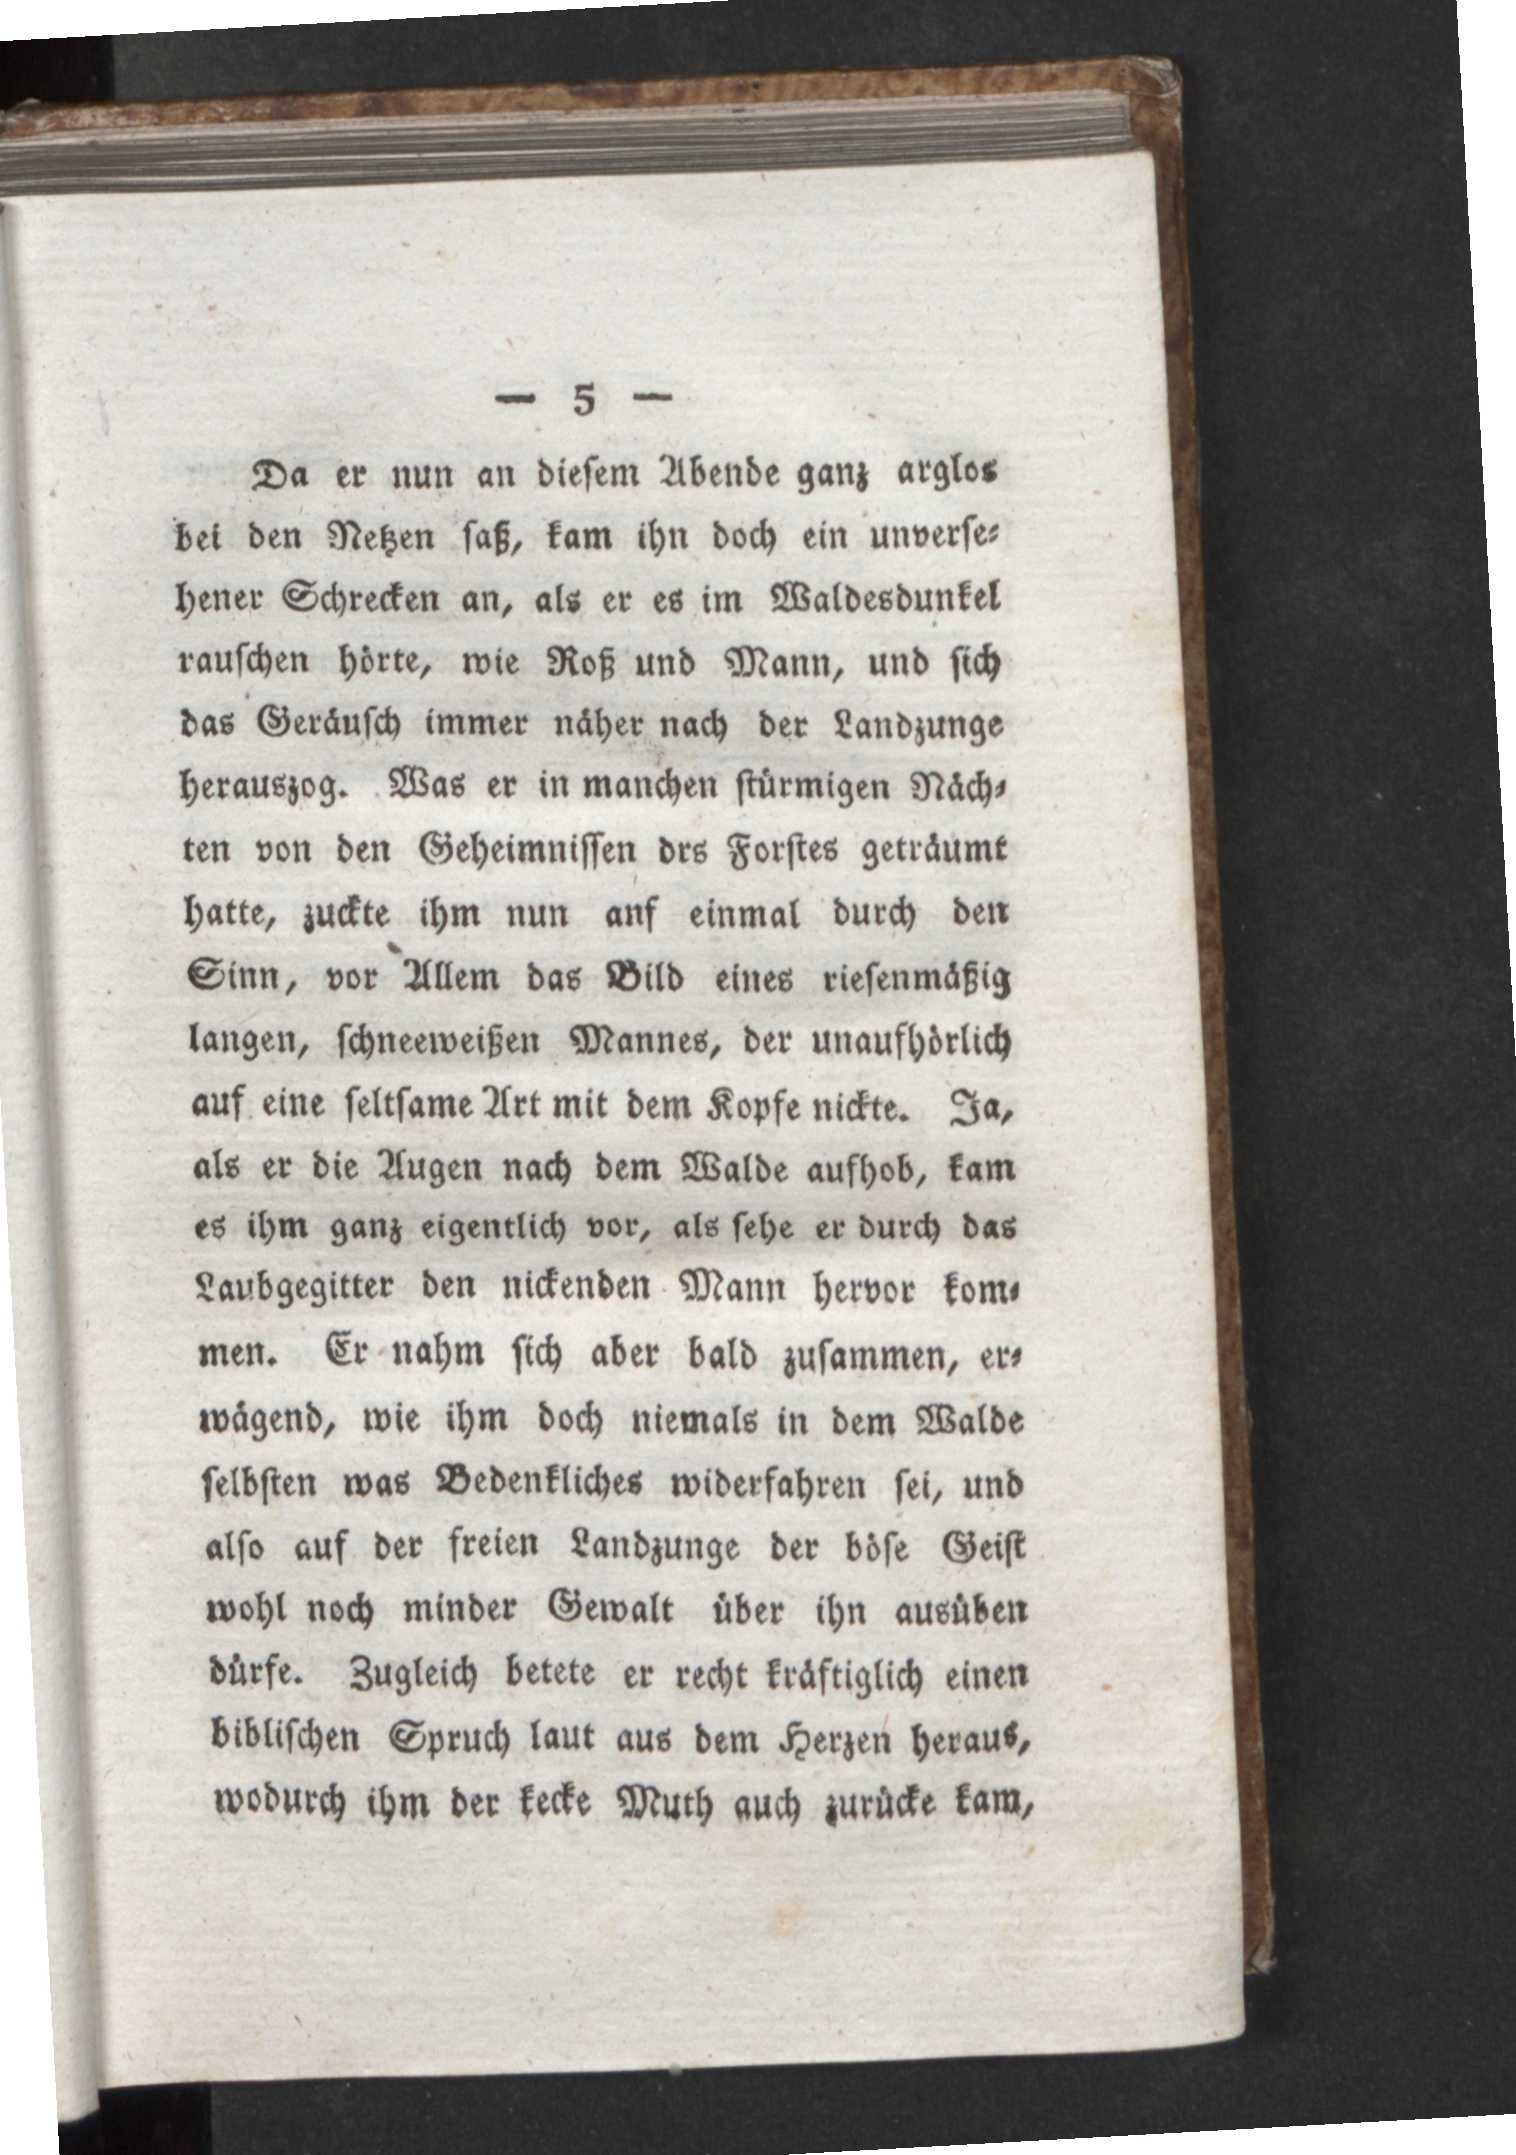 — 5 —
Da er nun an dieſem Abende ganz arglos
bei den Netzen ſaß, kam ihn doch ein unverſe⸗
hener Schrecken an, als er es im Waldesdunkel
rauſchen hörte, wie Roß und Mann, und ſich
das Geräuſch immer näher nach der Landzunge
herauszog. Was er in manchen ſtürmigen Näch⸗
ten von den Geheimniſſen drs Forſtes geträumt
hatte, zuckte ihm nun anf einmal durch den
Sinn, vor Allem das Bild eines rieſenmäßig
langen, ſchneeweißen Mannes, der unaufhörlich
auf eine ſeltſame Art mit dem Kopfe nickte. Ja,
als er die Augen nach dem Walde aufhob, kam
es ihm ganz eigentlich vor, als ſehe er durch das
Laubgegitter den nickenden Mann hervor kom⸗
men. Er nahm ſich aber bald zuſammen, er⸗
wägend, wie ihm doch niemals in dem Walde
ſelbſten was Bedenkliches widerfahren ſei, und
alſo auf der freien Landzunge der böſe Geiſt
wohl noch minder Gewalt über ihn ausüben
dürfe. Zugleich betete er recht kräftiglich einen
bibliſchen Spruch laut aus dem Herzen heraus,
wodurch ihm der kecke Muth auch zurücke kam,